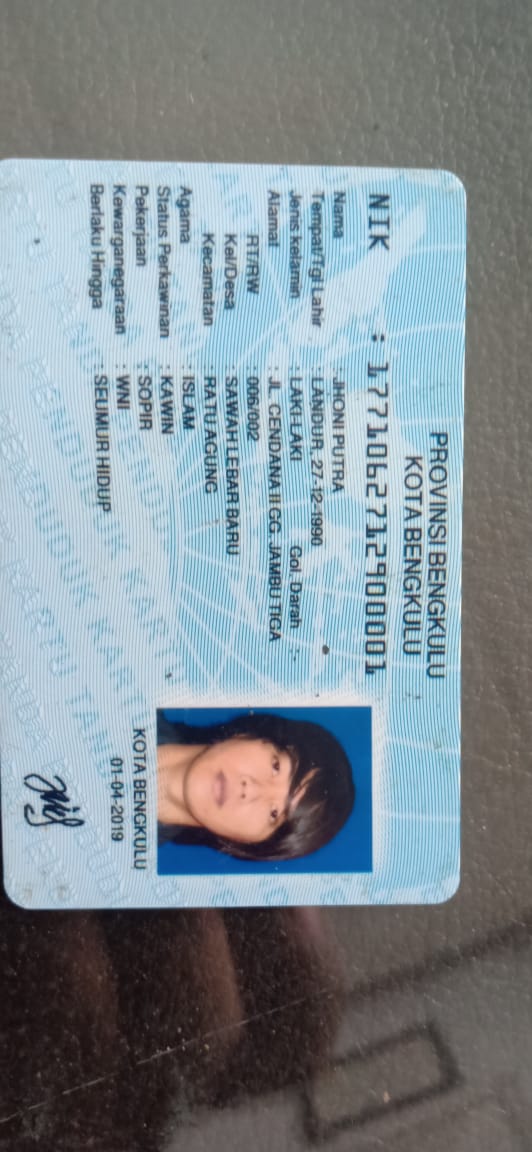 PROVINSI BENGKULU
KOTA BENGKULU
NIK : 1771062712900001
Nama : JHONI PUTRA
Tempat/Tgl Lahir : LANDUR, 27-12-1990
Jenis kelamin : LAKI-LAKI Gol. Darah :-
Alamat : JL. CENDANA II GG. JAMBU TIGA
RT/RW : 006/002
Kel/Desa : SAWAH LEBAR BARU
Kecamatan : RATU AGUNG
Agama : ISLAM
Status Perkawinan : KAWIN
Pekerjaan : SOPIR
Kewarganegaraan : WNI
Berlaku Hingga : SEUMUR HIDUP
KOTA BENGKULU
01-04-2019